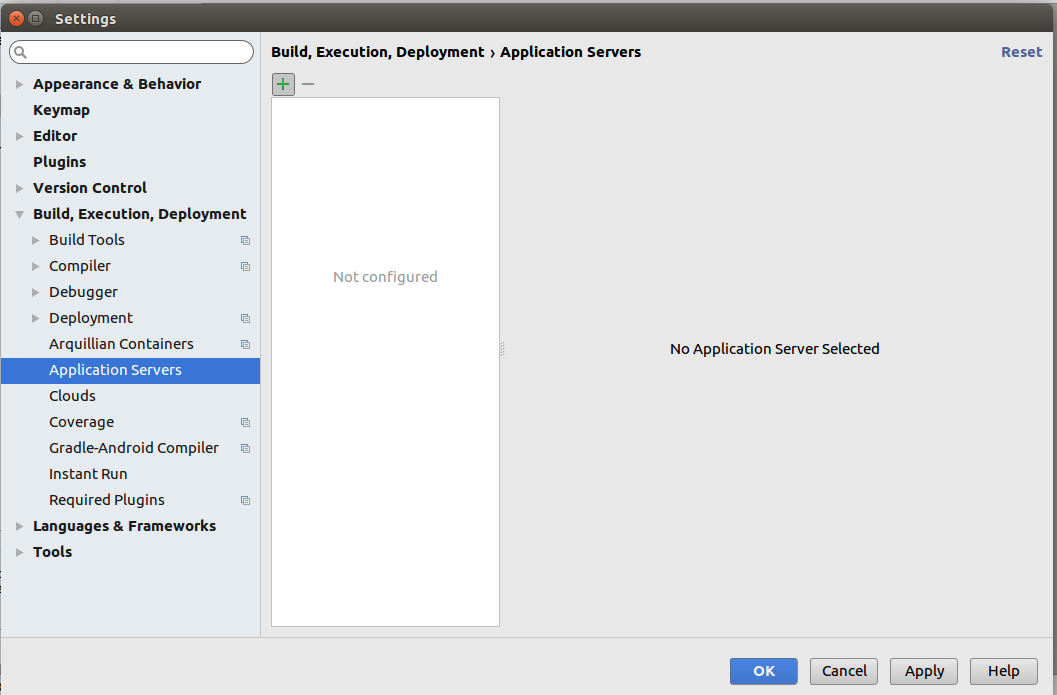 Settings
Build, Execution, Deployment › Application Servers
Reset
Appearance & Behavior
Keymap
Editor
Plugins
Version Control
Build, Execution, Deployment
Build Tools
Compiler
Debugger
Deployment
Arquillian Containers
Application Servers
Clouds
Coverage
Gradle-Android Compiler
Instant Run
Required Plugins
Languages & Frameworks
Tools
Not configured
No Application Server Selected
OK
Cancel
Apply
Help